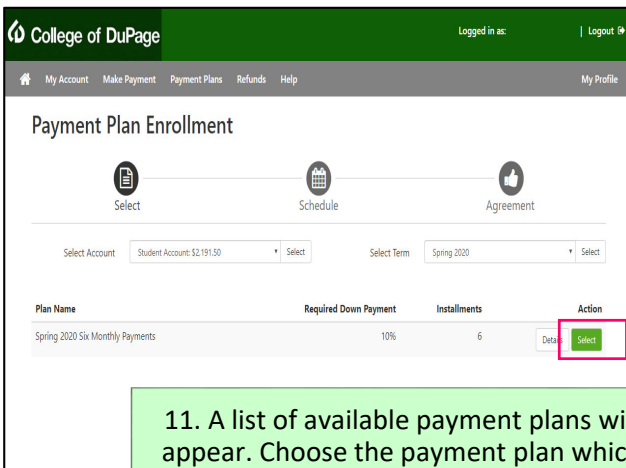 College of DuPage
Logged in as: | Logout
My Account Make Payment Payment Plans Refunds Help My Profile
Payment Plan Enrollment
Select Schedule Agreement
Select Account Student Account: $2,191.50 Select Select Term Spring 2020 Select
Plan Name Required Down Payment Installments Action
Spring 2020 Six Monthly Payments 10% 6 Details Select
11. A list of available payment plans wi
appear. Choose the payment plan whic